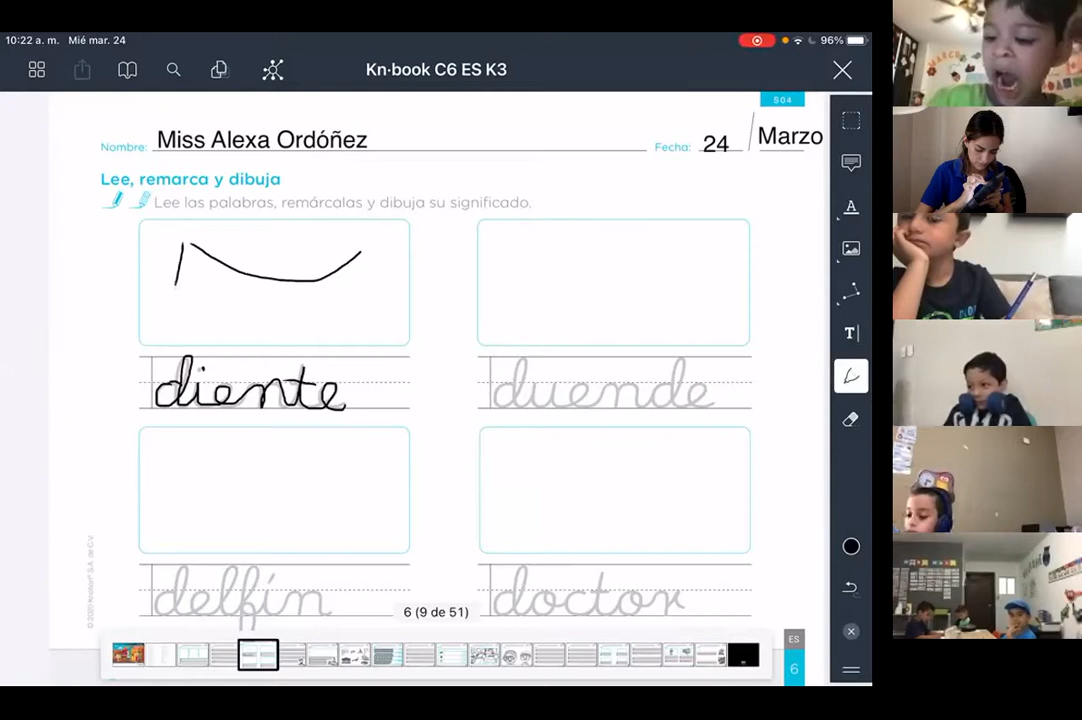 10:22 a. m. Mié mar. 24
96%
Kn·book C6 ES K3
S04
Nombre: Miss Alexa Ordóñez Fecha: 24 / Marzo
Lee, remarca y dibuja
Lee las palabras, remárcalas y dibuja su significado.
diente
duende
delfín
doctor
6 (9 de 51)
ES
6
A
T
MARZO